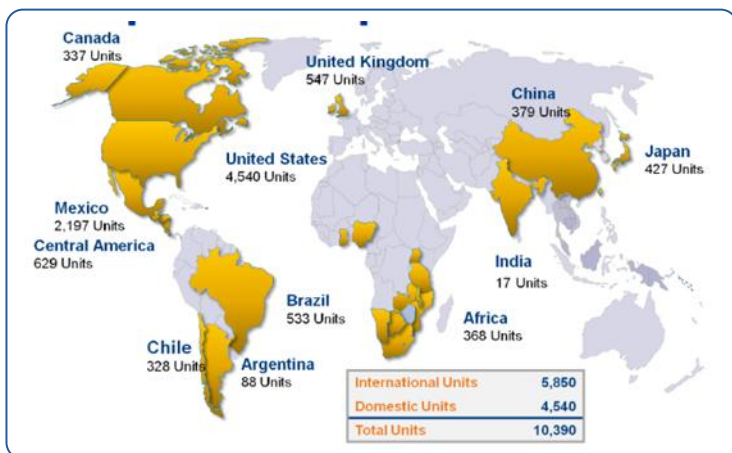 Canada
337 Units
United Kingdom
547 Units
China
379 Units
Japan
427 Units
United States
4,540 Units
Mexico
2,197 Units
Central America
629 Units
India
17 Units
Brazil
533 Units
Africa
368 Units
Chile
328 Units
Argentina
88 Units
International Units 5,850
Domestic Units 4,540
Total Units 10,390